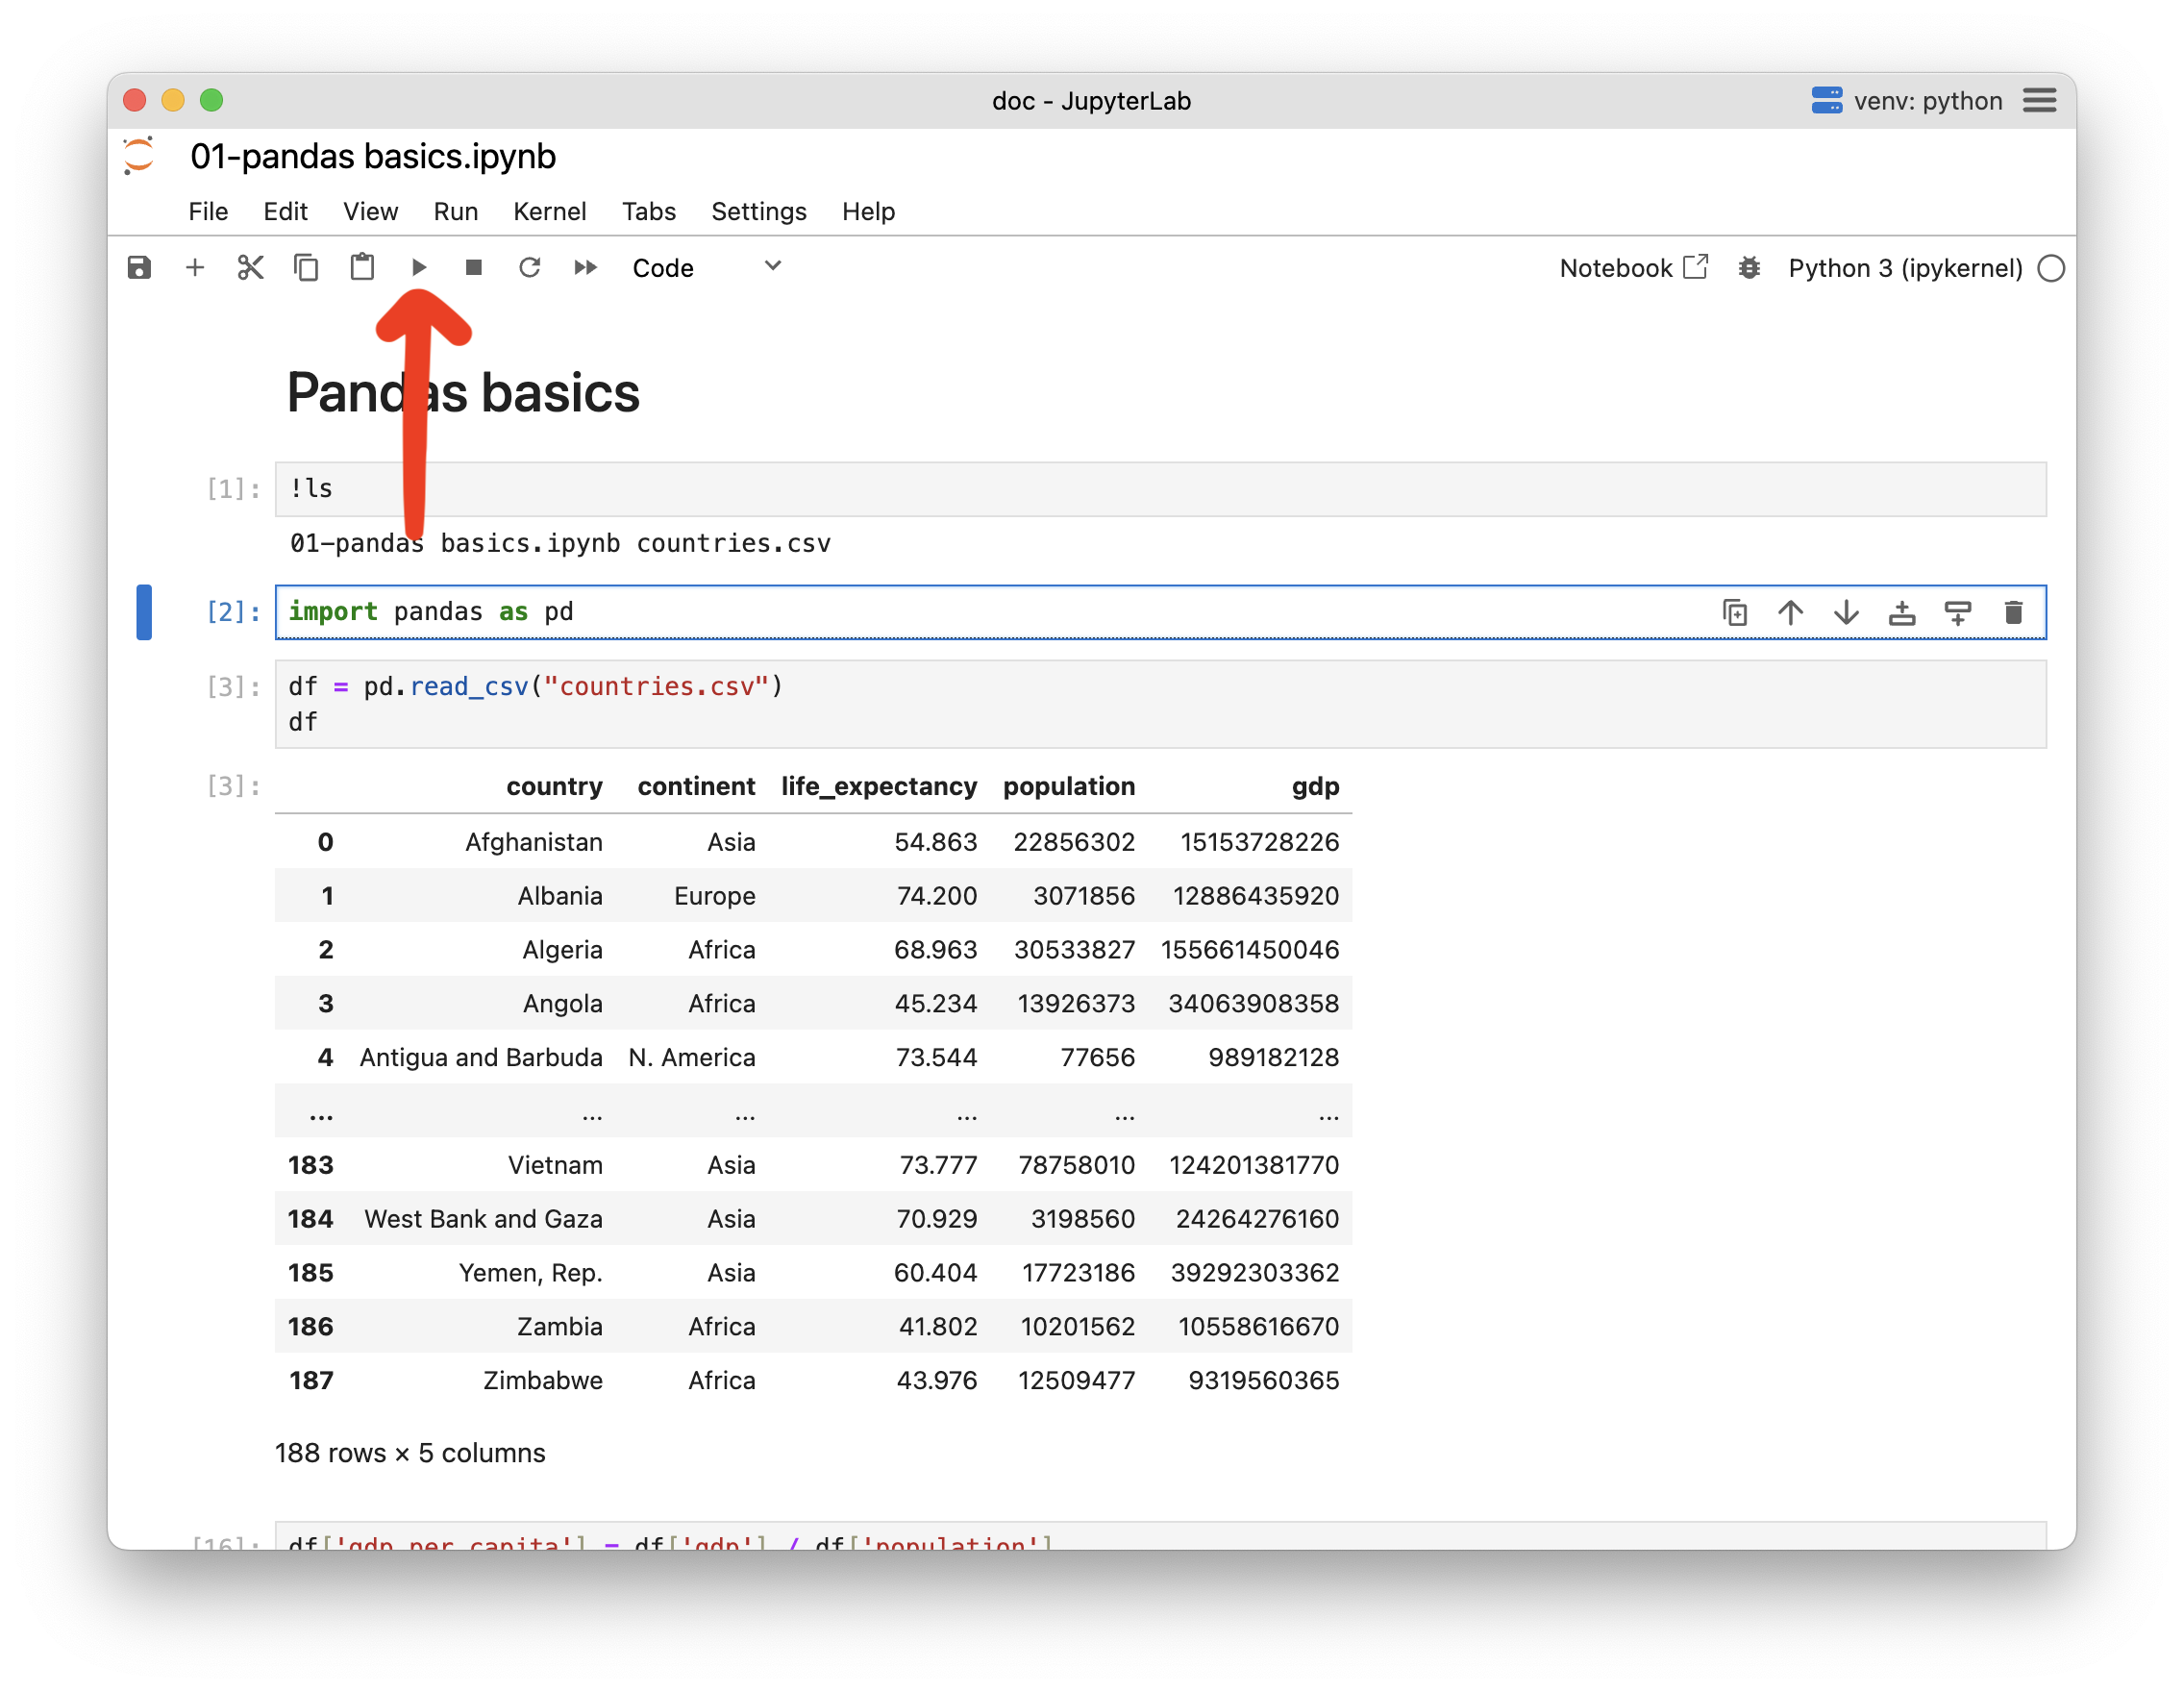 doc - JupyterLab venv: python
01-pandas basics.ipynb
File Edit View Run Kernel Tabs Settings Help
Code Notebook Python 3 (ipykernel)
Pandas basics
[1]: !ls
01-pandas basics.ipynb countries.csv
[2]: import pandas as pd
[3]: df = pd.read_csv("countries.csv")
df
[3]: country continent life_expectancy population gdp
0 Afghanistan Asia 54.863 22856302 15153728226
1 Albania Europe 74.200 3071856 12886435920
2 Algeria Africa 68.963 30533827 155661450046
3 Angola Africa 45.234 13926373 34063908358
4 Antigua and Barbuda N. America 73.544 77656 989182128
... ... ... ... ... ...
183 Vietnam Asia 73.777 78758010 124201381770
184 West Bank and Gaza Asia 70.929 3198560 24264276160
185 Yemen, Rep. Asia 60.404 17723186 39292303362
186 Zambia Africa 41.802 10201562 10558616670
187 Zimbabwe Africa 43.976 12509477 9319560365
188 rows × 5 columns
[16]: df['gdp_per_capita'] = df['gdp'] / df['population']